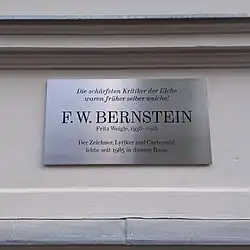 Die schärfsten Kritiker der Elche
waren früher selber welche!
F. W. BERNSTEIN
Fritz Weigle, 1938–2018
Der Zeichner, Lyriker und Cartoonist
lebte seit 1985 in diesem Haus.